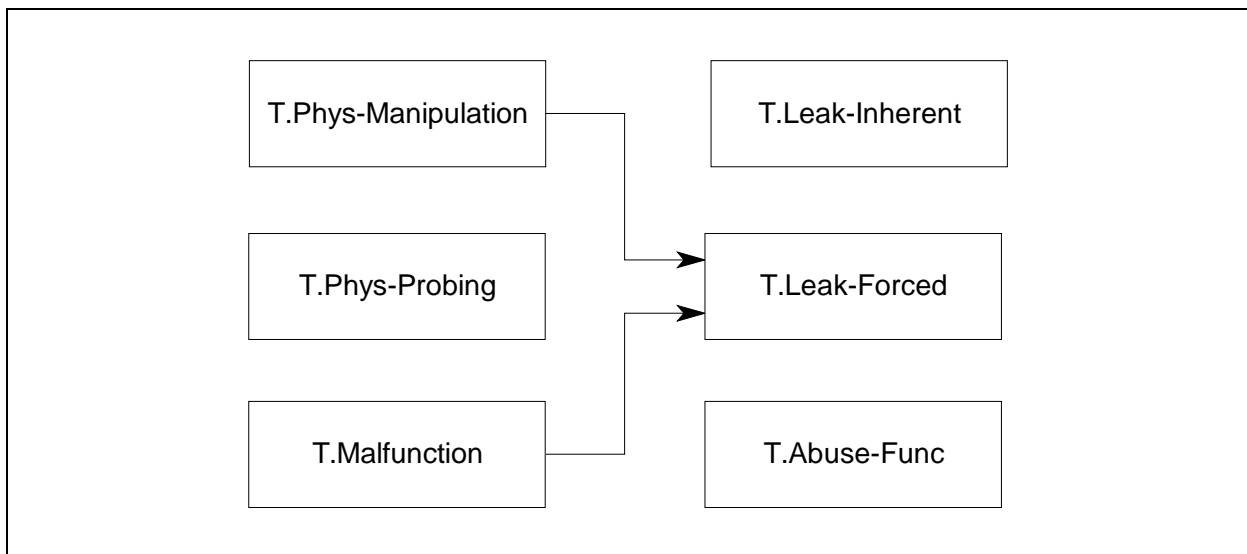 T.Phys-Manipulation
T.Leak-Inherent
T.Phys-Probing
T.Leak-Forced
T.Malfunction
T.Abuse-Func